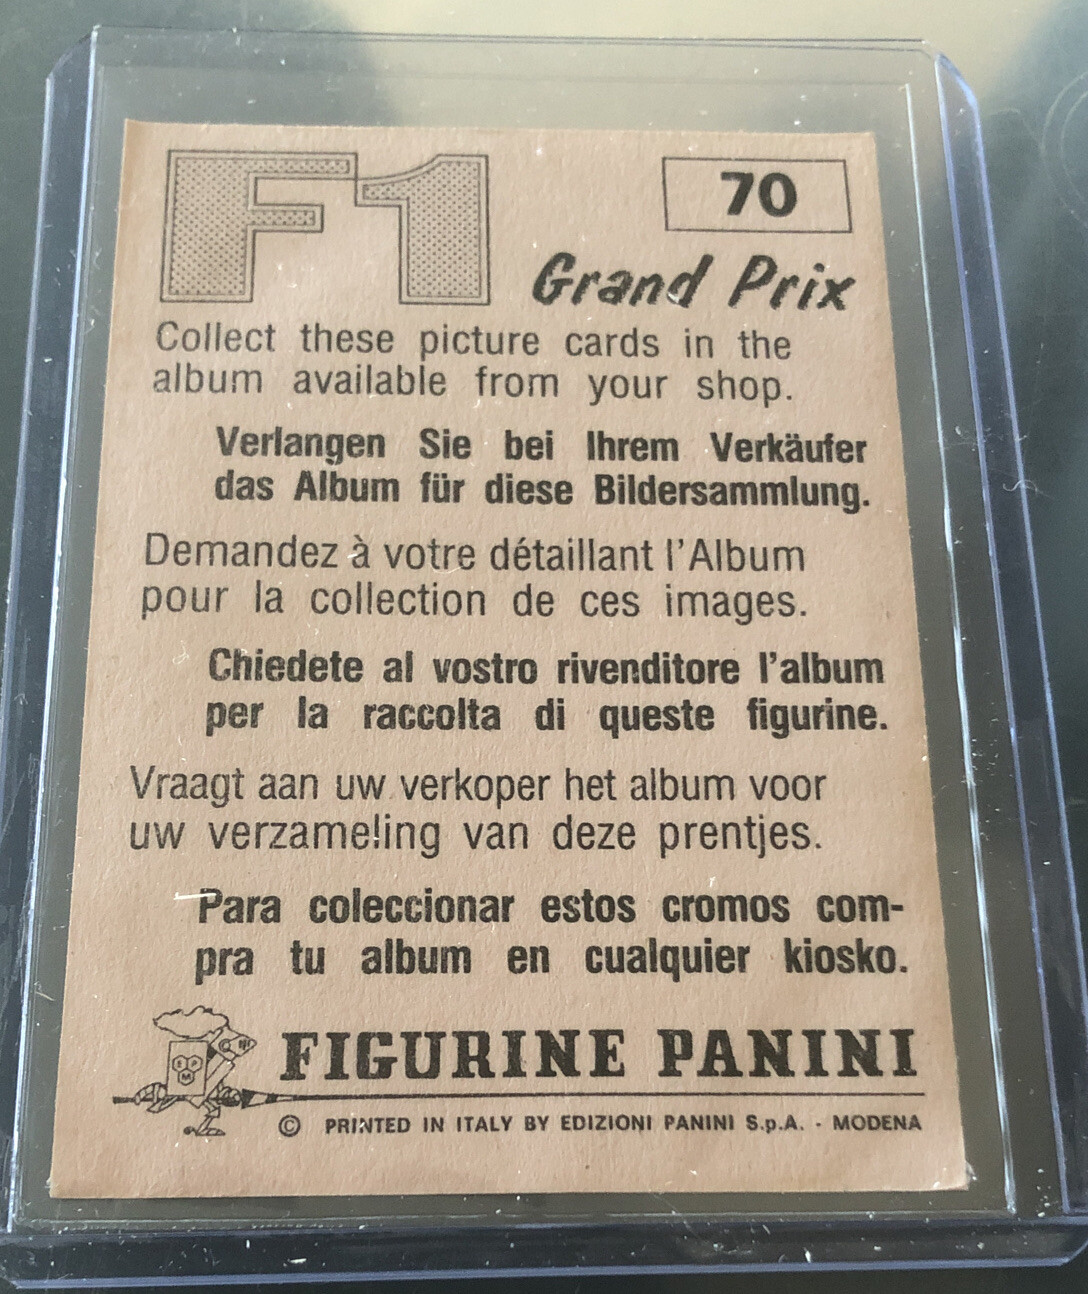 F1
70
Grand Prix
Collect these picture cards in the
album available from your shop.
Verlangen Sie bei Ihrem Verkäufer
das Album für diese Bildersammlung.
Demandez à votre détaillant l'Album
pour la collection de ces images.
Chiedete al vostro rivenditore l'album
per la raccolta di queste figurine.
Vraagt aan uw verkoper het album voor
uw verzameling van deze prentjes.
Para coleccionar estos cromos com-
pra tu album en cualquier kiosko.
FIGURINE PANINI
© PRINTED IN ITALY BY EDIZIONI PANINI S.p.A. - MODENA